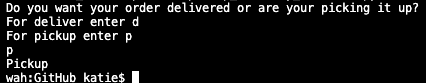 Do you want your order delivered or are your picking it up?
For deliver enter d
For pickup enter p
p
Pickup
wah:GitHub katie$